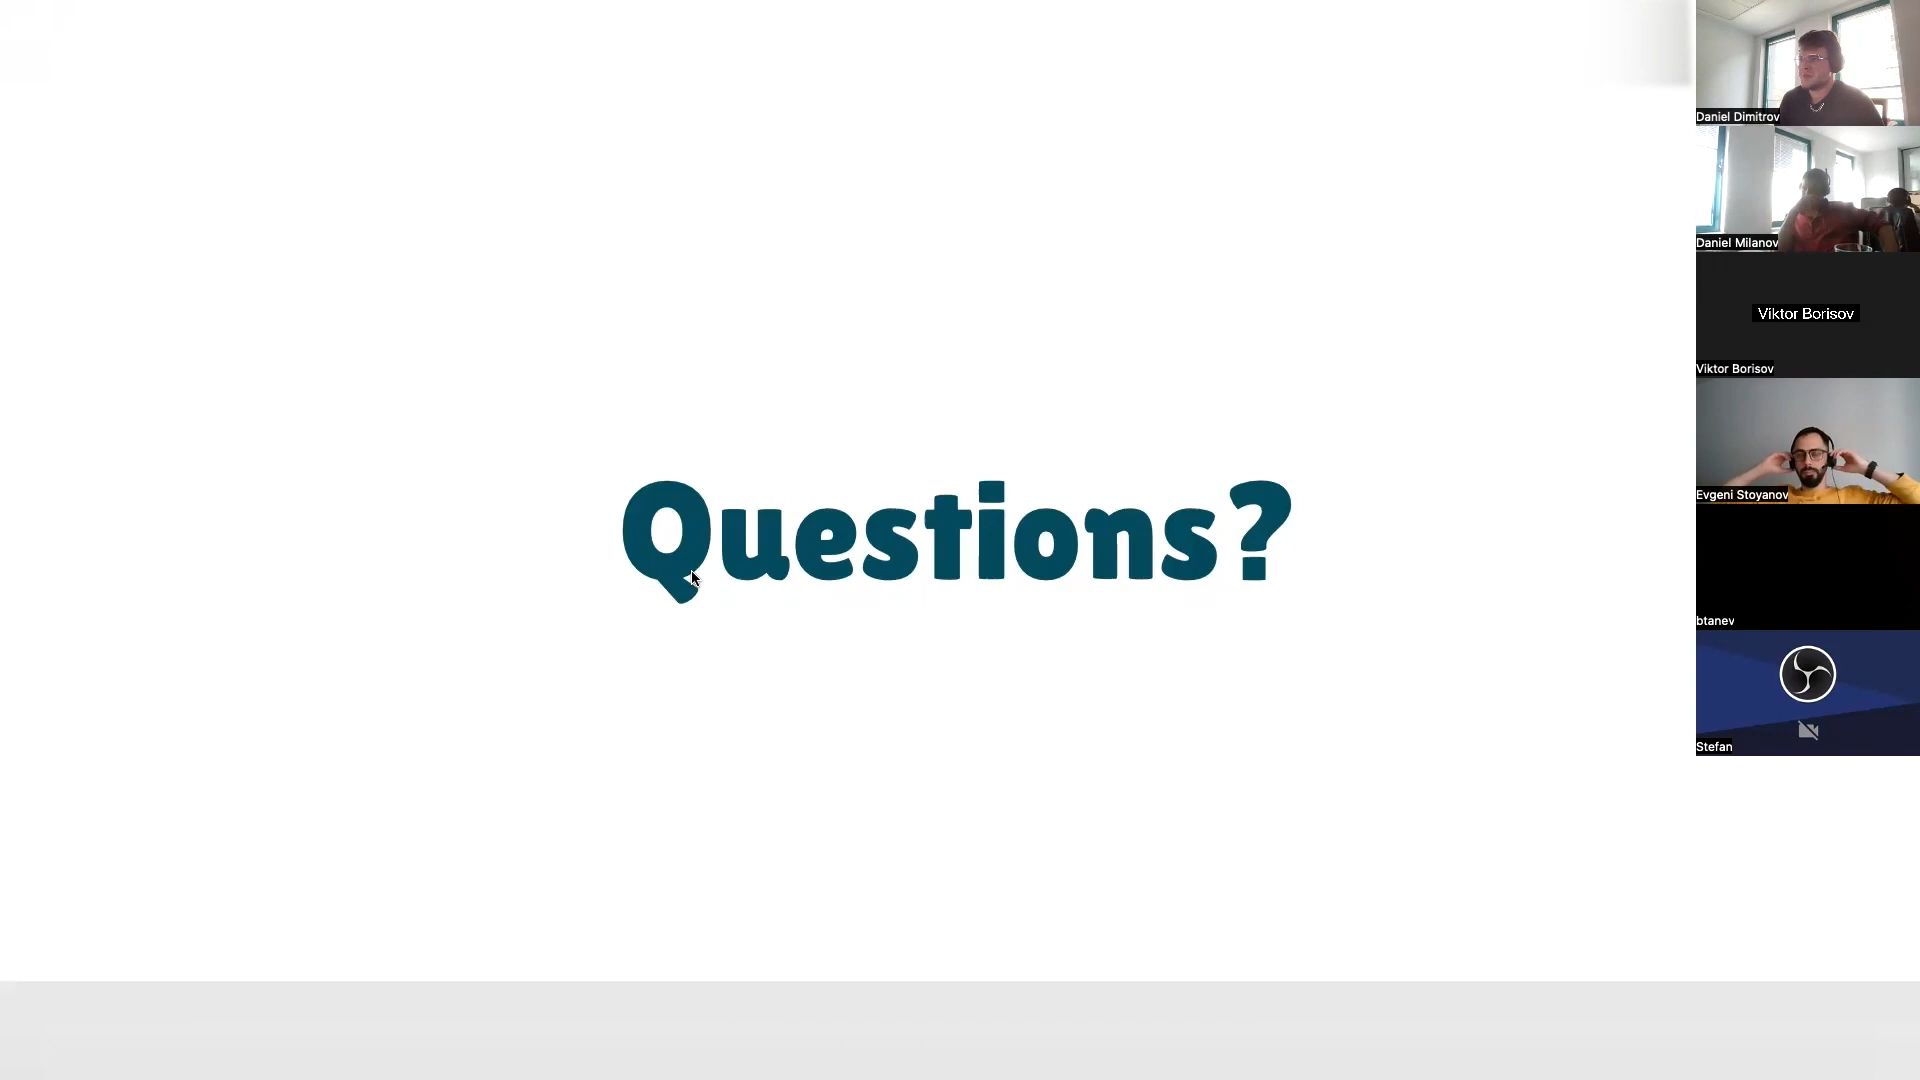 Questions?
Daniel Dimitrov
Daniel Milanov
Viktor Borisov
Viktor Borisov
Evgeni Stoyanov
btanev
Stefan